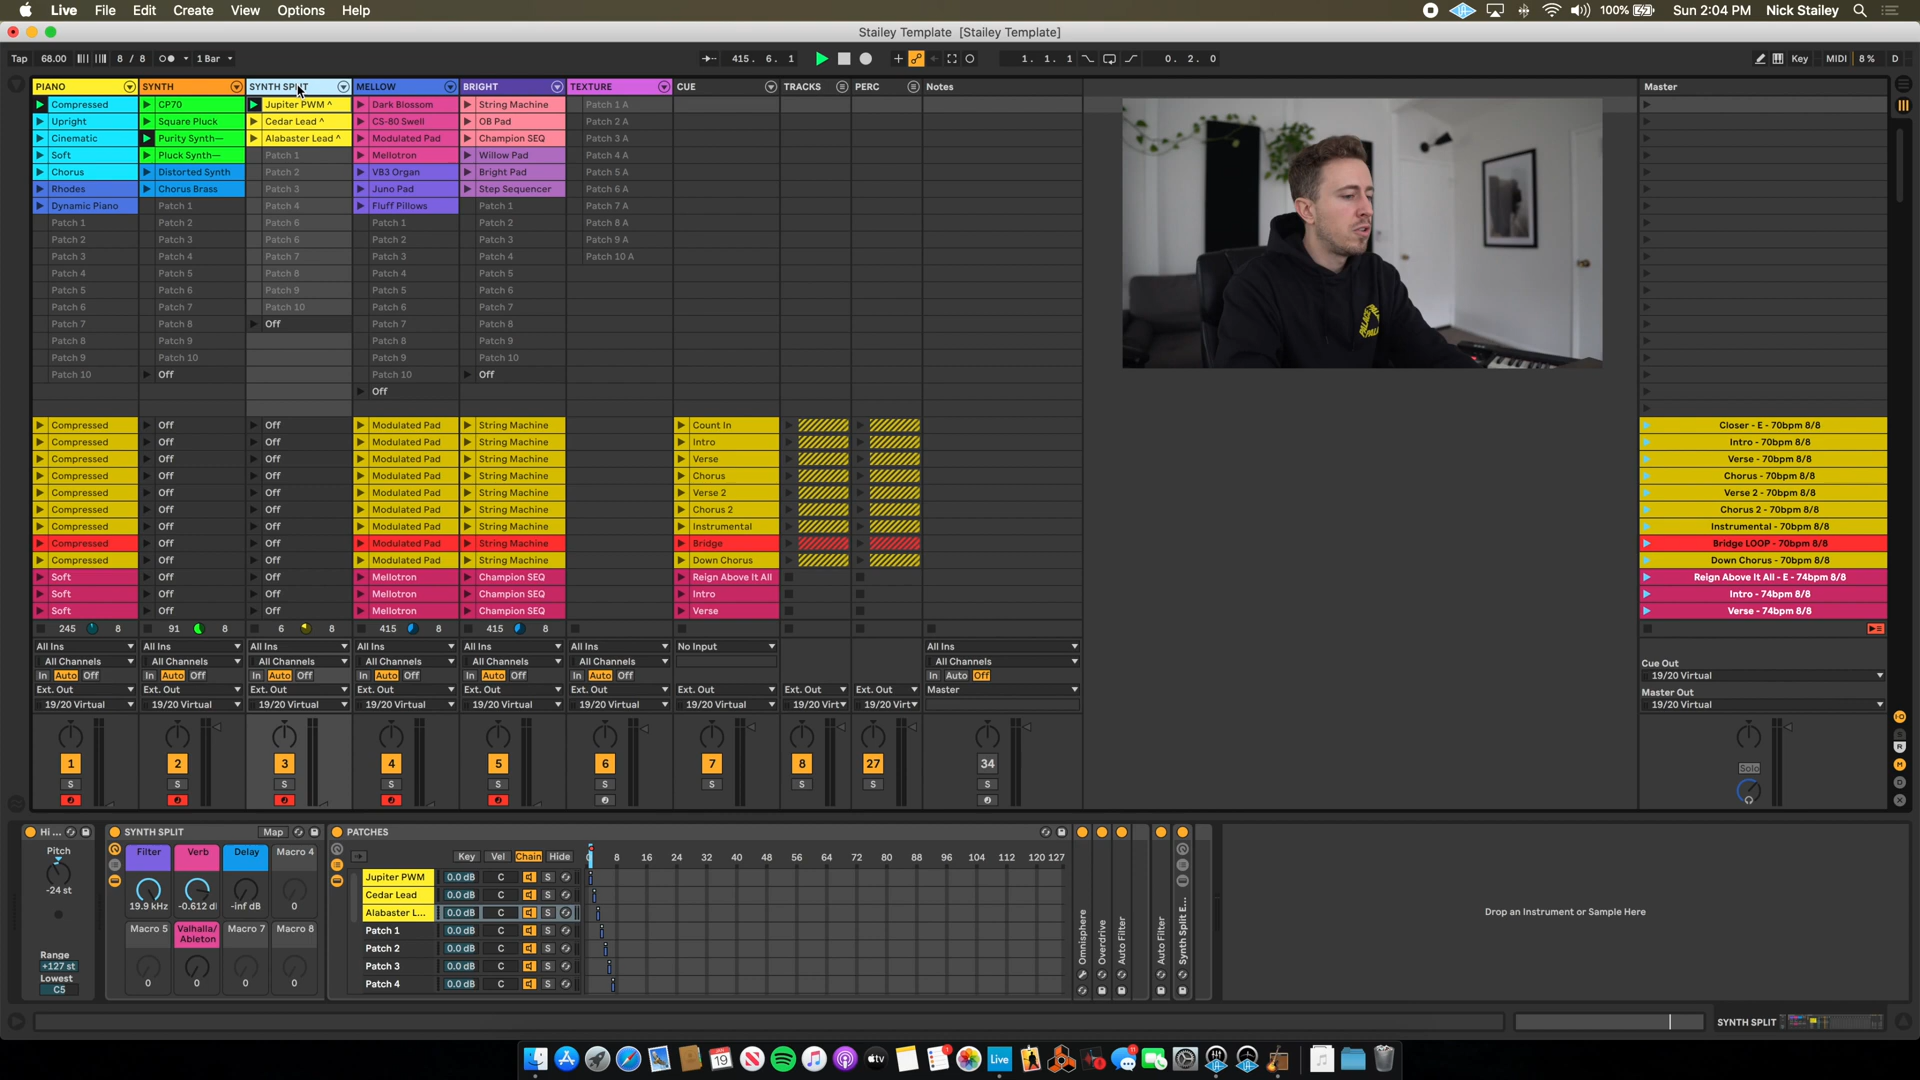 Live File Edit Create View Options Help 100% Sun 2:04 PM Nick Stailey
Stailey Template [Stailey Template]
Tap 68.00 8 / 8 1 Bar 415. 6. 1 1. 1. 1 0. 2. 0 Key MIDI 8 % D
PIANO SYNTH SYNTH SPLIT MELLOW BRIGHT TEXTURE CUE TRACKS PERC Notes Master
Compressed CP70 Jupiter PWM ^ Dark Blossom String Machine Patch 1 A
Upright Square Pluck Cedar Lead ^ CS-80 Swell OB Pad Patch 2 A
Cinematic Purity Synth— Alabaster Lead ^ Modulated Pad Champion SEQ Patch 3 A
Soft Pluck Synth— Patch 1 Mellotron Willow Pad Patch 4 A
Chorus Distorted Synth Patch 2 VB3 Organ Bright Pad Patch 5 A
Rhodes Chorus Brass Patch 3 Juno Pad Step Sequencer Patch 6 A
Dynamic Piano Patch 1 Patch 4 Fluff Pillows Patch 1 Patch 7 A
Patch 1 Patch 2 Patch 6 Patch 1 Patch 2 Patch 8 A
Patch 2 Patch 3 Patch 6 Patch 2 Patch 3 Patch 9 A
Patch 3 Patch 4 Patch 7 Patch 3 Patch 4 Patch 10 A
Patch 4 Patch 5 Patch 8 Patch 4 Patch 5
Patch 5 Patch 6 Patch 9 Patch 5 Patch 6
Patch 6 Patch 7 Patch 10 Patch 6 Patch 7
Patch 7 Patch 8 Off Patch 7 Patch 8
Patch 8 Patch 9 Patch 8 Patch 9
Patch 9 Patch 10 Patch 9 Patch 10
Patch 10 Off Patch 10 Off
Off
Compressed Off Off Modulated Pad String Machine Count In Closer - E - 70bpm 8/8
Compressed Off Off Modulated Pad String Machine Intro Intro - 70bpm 8/8
Compressed Off Off Modulated Pad String Machine Verse Verse - 70bpm 8/8
Compressed Off Off Modulated Pad String Machine Chorus Chorus - 70bpm 8/8
Compressed Off Off Modulated Pad String Machine Verse 2 Verse 2 - 70bpm 8/8
Compressed Off Off Modulated Pad String Machine Chorus 2 Chorus 2 - 70bpm 8/8
Compressed Off Off Modulated Pad String Machine Instrumental Instrumental - 70bpm 8/8
Compressed Off Off Modulated Pad String Machine Bridge Bridge LOOP - 70bpm 8/8
Compressed Off Off Modulated Pad String Machine Down Chorus Down Chorus - 70bpm 8/8
Soft Off Off Mellotron Champion SEQ Reign Above It All Reign Above It All - E - 74bpm 8/8
Soft Off Off Mellotron Champion SEQ Intro Intro - 74bpm 8/8
Soft Off Off Mellotron Champion SEQ Verse Verse - 74bpm 8/8
245 8 91 8 6 8 415 8 415 8
All Ins All Ins All Ins All Ins All Ins All Ins No Input All Ins
All Channels All Channels All Channels All Channels All Channels All Channels All Channels Cue Out
In Auto Off In Auto Off In Auto Off In Auto Off In Auto Off In Auto Off In Auto Off 19/20 Virtual
Ext. Out Ext. Out Ext. Out Ext. Out Ext. Out Ext. Out Ext. Out Ext. Out Ext. Out Master Master Out
19/20 Virtual 19/20 Virtual 19/20 Virtual 19/20 Virtual 19/20 Virtual 19/20 Virtual 19/20 Virtual 19/20 Virt 19/20 Virt 19/20 Virtual
1 2 3 4 5 6 7 8 27 34 Solo
S S S S S S S S S S
Hi ... SYNTH SPLIT Map PATCHES
Pitch Filter Verb Delay Macro 4 Key Vel Chain Hide 0 8 16 24 32 40 48 56 64 72 80 88 96 104 112 120 127
-24 st 19.9 kHz -0.612 dI -inf dB 0
Jupiter PWM 0.0 dB C S
Cedar Lead 0.0 dB C S
Alabaster L... 0.0 dB C S
Macro 5 Valhalla/ Ableton Macro 7 Macro 8 Patch 1 0.0 dB C S
Patch 2 0.0 dB C S
Range +127 st Patch 3 0.0 dB C S
Lowest C5 0 0 0 0 Patch 4 0.0 dB C S
Omnisphere Overdrive Auto Filter Auto Filter Synth Split E...
Drop an Instrument or Sample Here
SYNTH SPLIT
JAN 19 Live